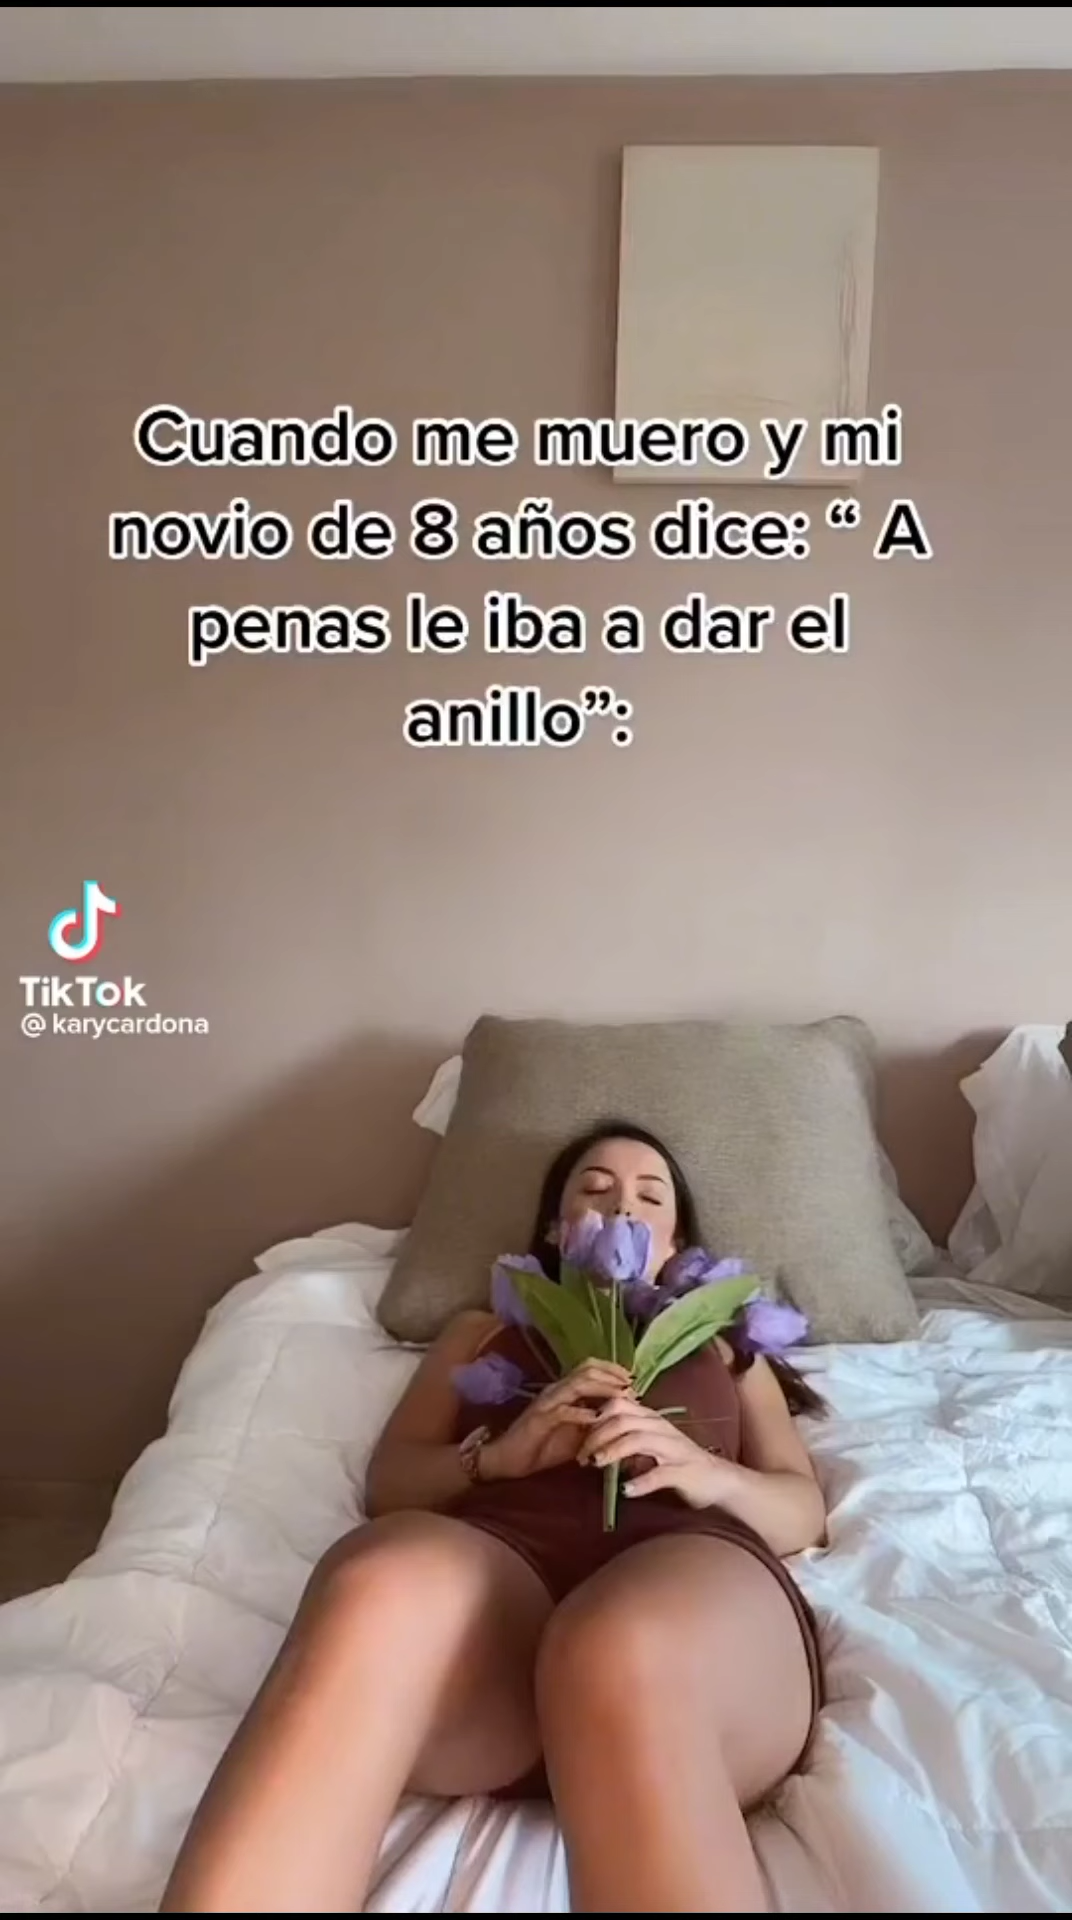 Cuando me muero y mi
novio de 8 años dice: “ A
penas le iba a dar el
anillo”:
TikTok
@ karycardona